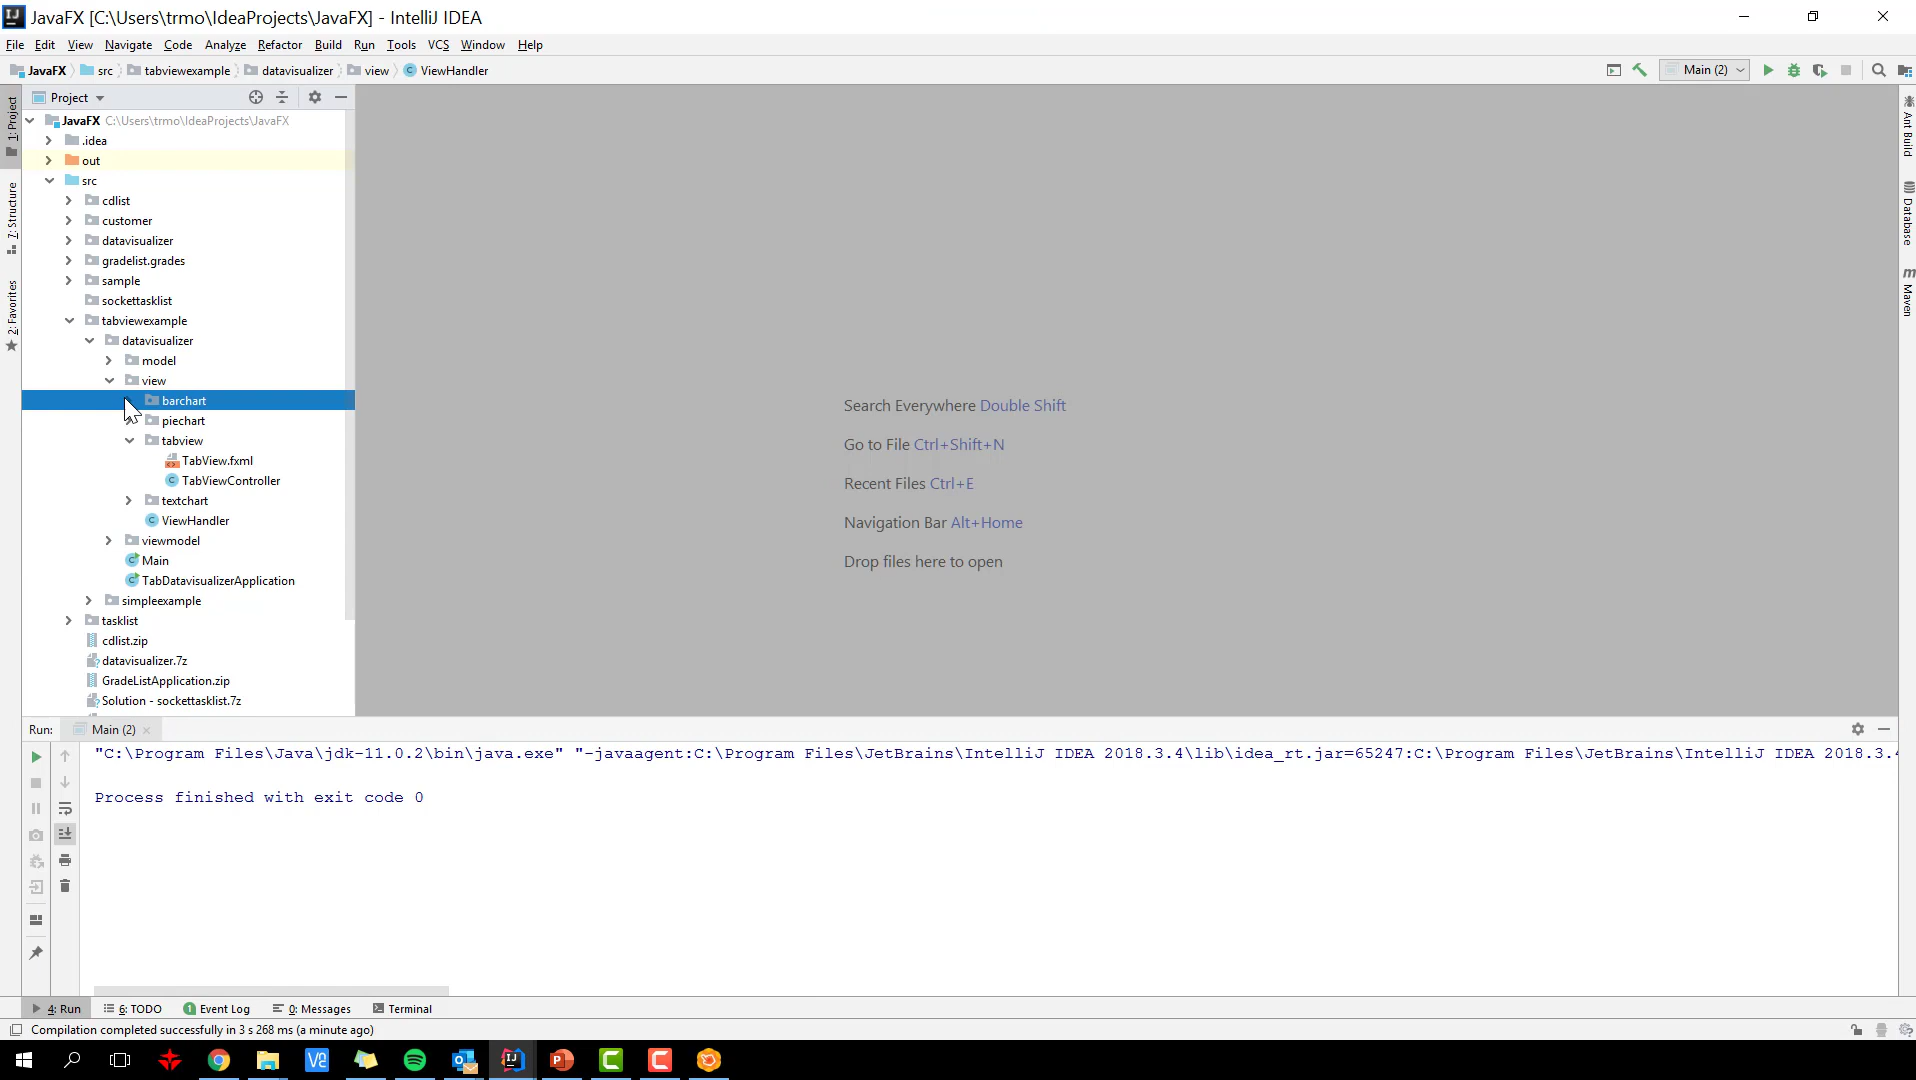 JavaFX [C:\Users\trmo\IdeaProjects\JavaFX] - IntelliJ IDEA
File Edit View Navigate Code Analyze Refactor Build Run Tools VCS Window Help
JavaFX src tabviewexample datavisualizer view ViewHandler
Main (2)
Project
1: Project
7: Structure
2: Favorites
JavaFX C:\Users\trmo\IdeaProjects\JavaFX
.idea
out
src
cdlist
customer
datavisualizer
gradelist.grades
sample
sockettasklist
tabviewexample
datavisualizer
model
view
barchart
piechart
tabview
TabView.fxml
TabViewController
textchart
ViewHandler
viewmodel
Main
TabDatavisualizerApplication
simpleexample
tasklist
cdlist.zip
datavisualizer.7z
GradeListApplication.zip
Solution - sockettasklist.7z
Search Everywhere Double Shift
Go to File Ctrl+Shift+N
Recent Files Ctrl+E
Navigation Bar Alt+Home
Drop files here to open
Ant Build
Database
Maven
Run: Main (2)
"C:\Program Files\Java\jdk-11.0.2\bin\java.exe" "-javaagent:C:\Program Files\JetBrains\IntelliJ IDEA 2018.3.4\lib\idea_rt.jar=65247:C:\Program Files\JetBrains\IntelliJ IDEA 2018.3.4
Process finished with exit code 0
4: Run 6: TODO 1 Event Log 0: Messages Terminal
Compilation completed successfully in 3 s 268 ms (a minute ago)